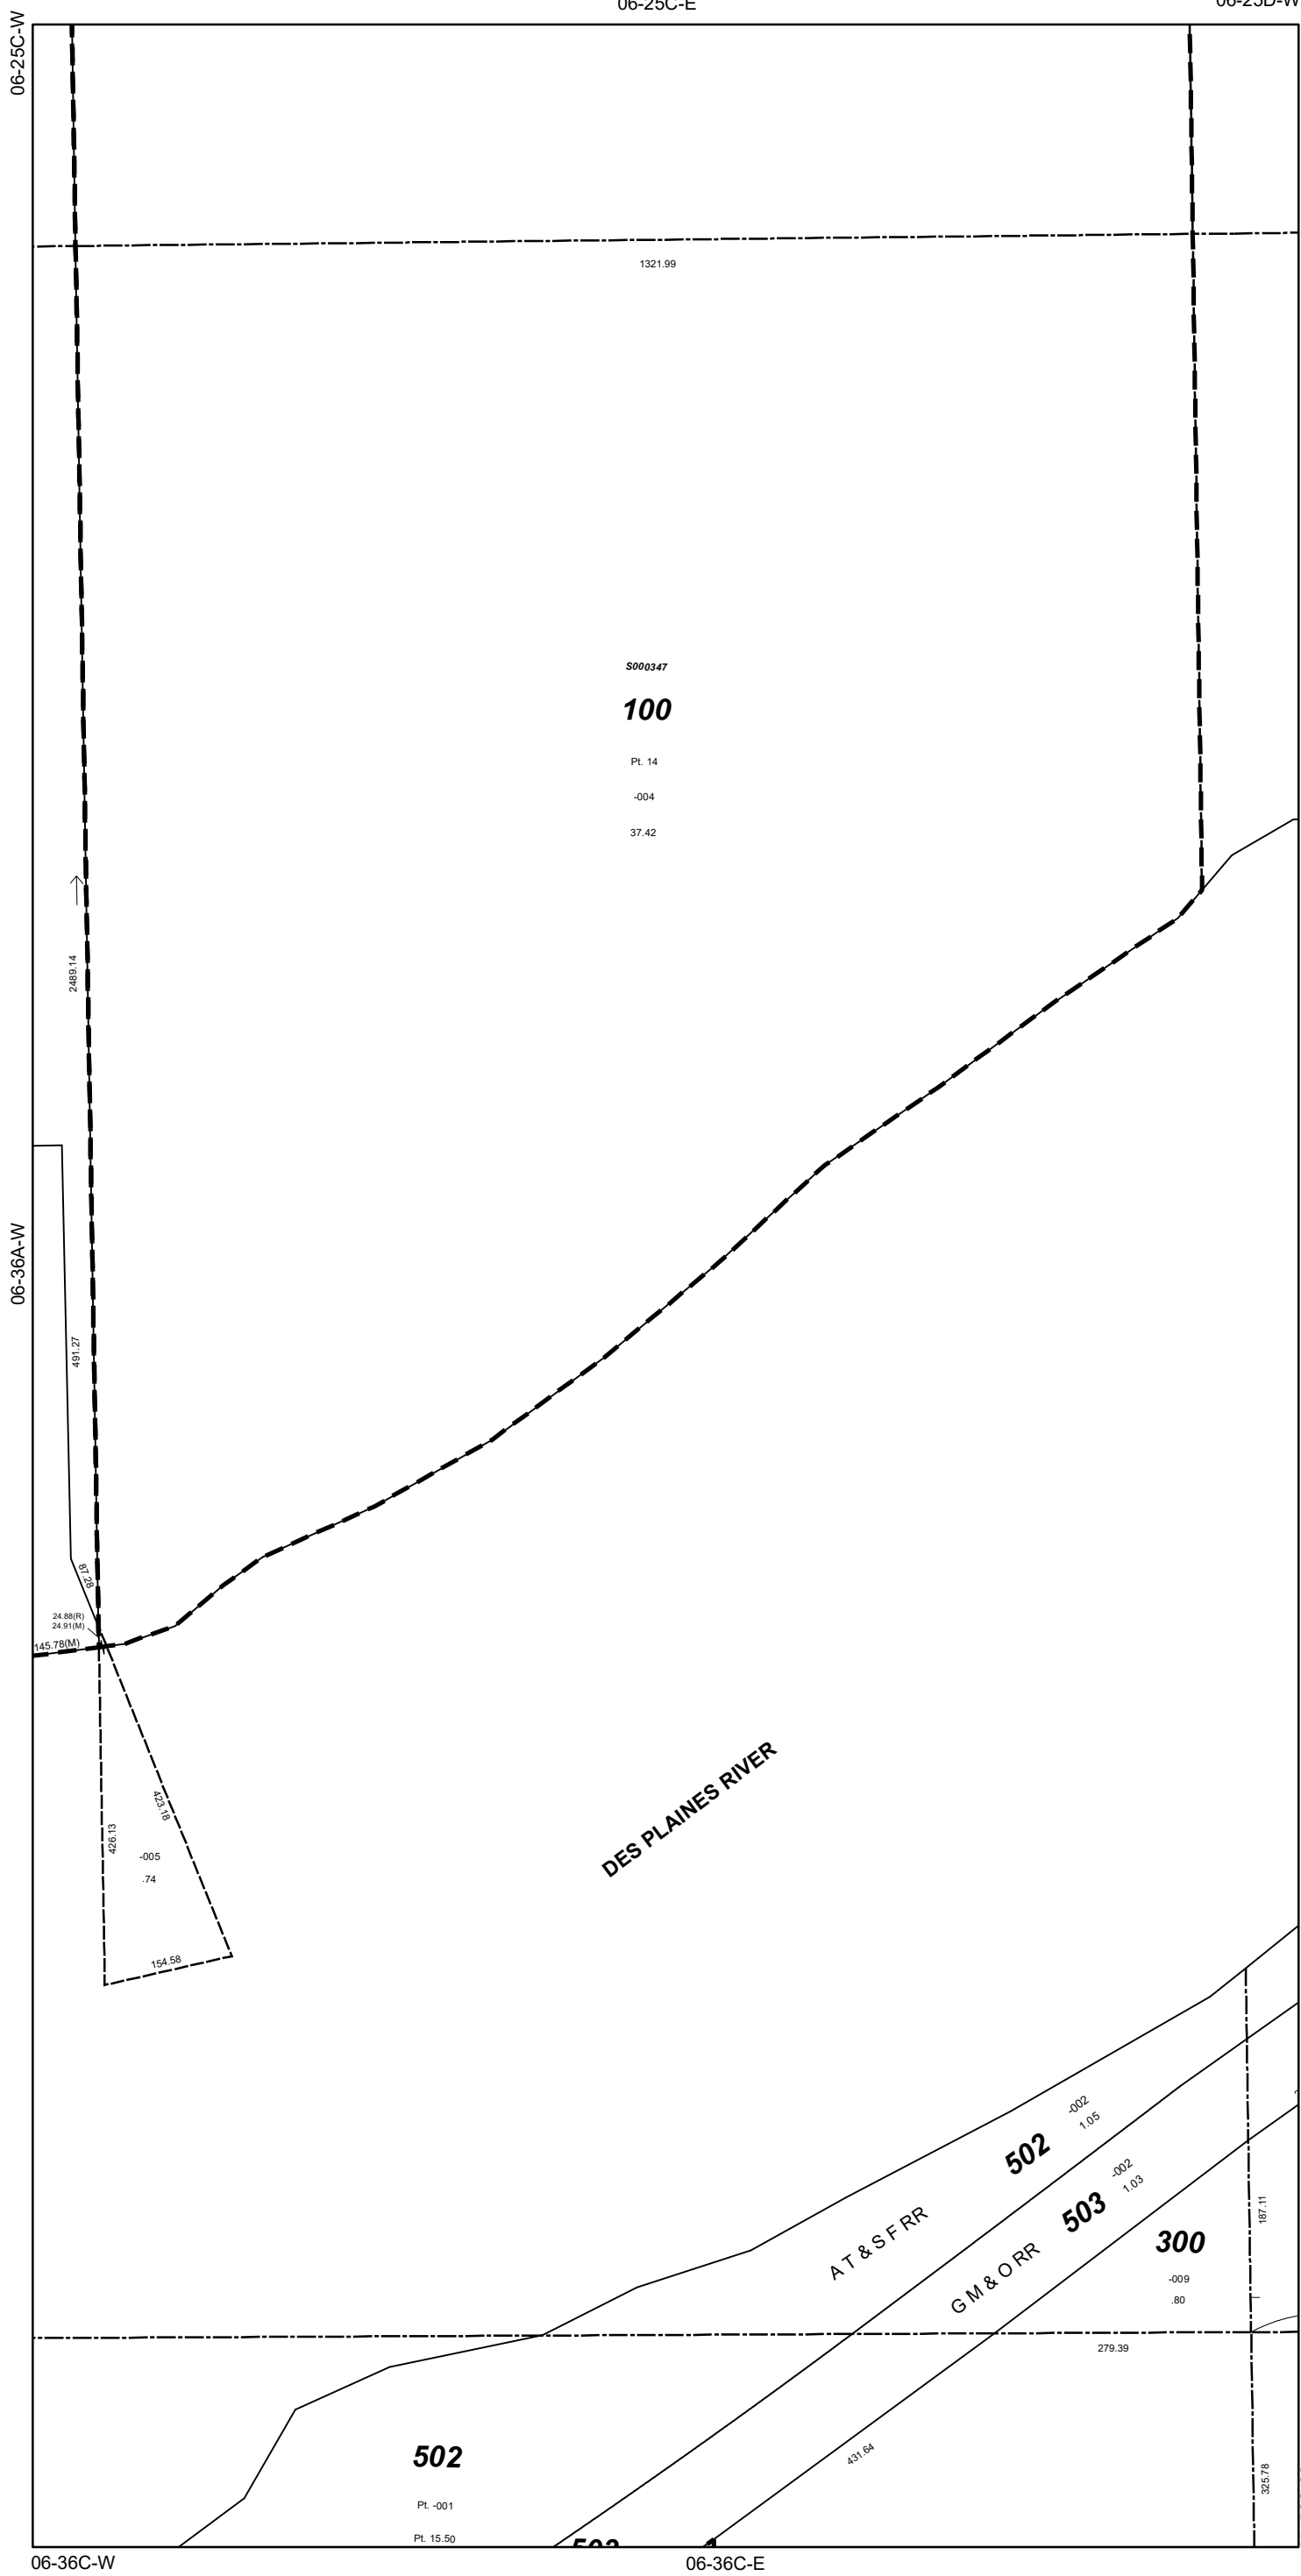 06-25C-E
06-25D-W
06-25C-W
1321.99
S000347
100
Pt. 14
-004
37.42
2489.14
06-36A-W
491.27
87.28
24.88(R)
24.91(M)
145.78(M)
423.18
426.13
-005
.74
154.58
DES PLAINES RIVER
502
-002
1.05
503
-002
1.03
A T & S F RR
G M & O RR
300
-009
.80
187.11
279.39
431.64
325.78
502
Pt. -001
Pt. 15.50
06-36C-W
06-36C-E